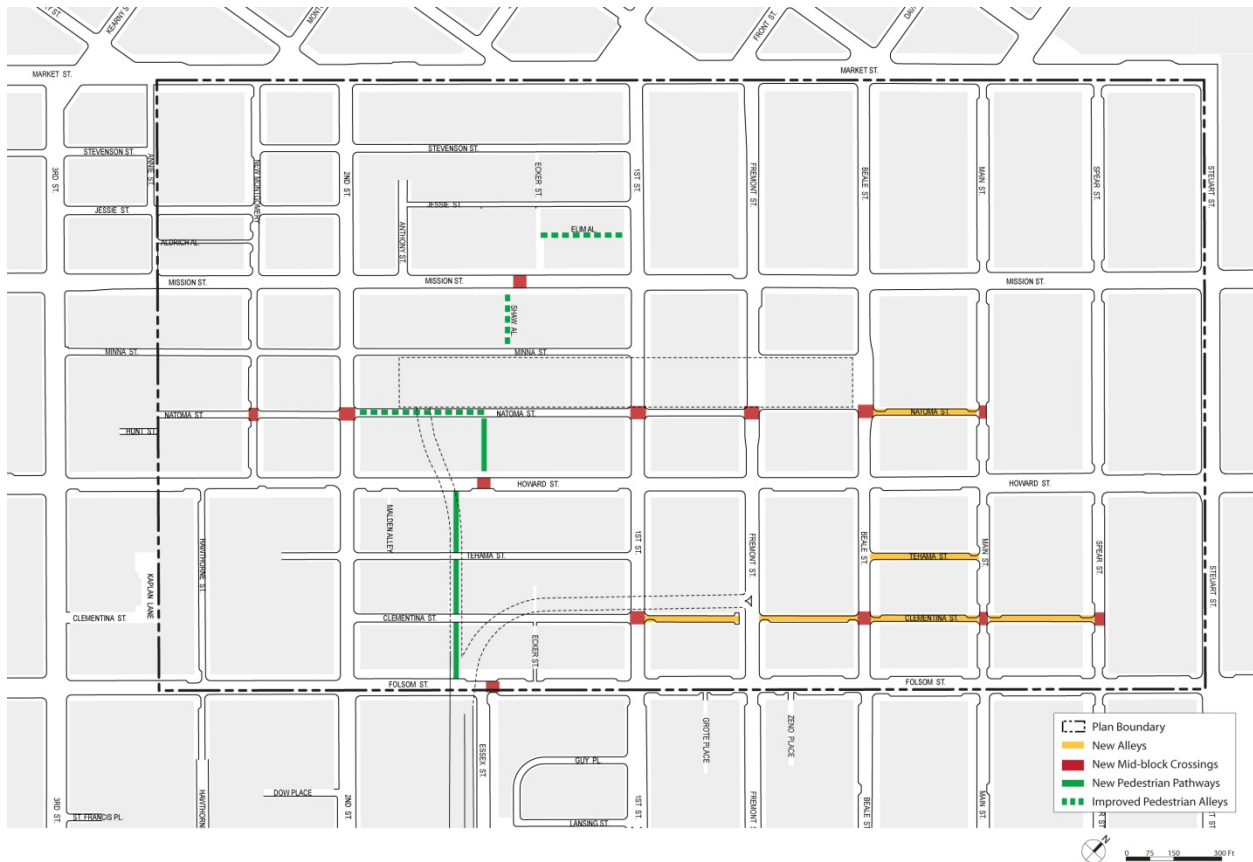 KEARNY ST.
FRONT ST.
MARKET ST.
MARKET ST.
STEVENSON ST.
STEVENSON ST.
3RD ST.
ANNIE ST.
NEW MONTGOMERY
2ND ST.
ECKER ST.
1ST ST.
FREMONT ST.
BEALE ST.
MAIN ST.
SPEAR ST.
STEUART ST.
JESSIE ST.
JESSIE ST.
ANTHONY ST.
ELIM AL.
ALDRICH AL.
MISSION ST.
MISSION ST.
MISSION ST.
SHAW AL.
MINNA ST.
MINNA ST.
NATOMA ST.
NATOMA ST.
NATOMA ST.
HUNT ST.
HOWARD ST.
HOWARD ST.
MALDEN ALLEY
HAWTHORNE ST.
KAPLAN LANE
TEHAMA ST.
TEHAMA ST.
1ST ST.
FREMONT ST.
BEALE ST.
MAIN ST.
SPEAR ST.
STEUART ST.
CLEMENTINA ST.
CLEMENTINA ST.
CLEMENTINA ST.
ECKER ST.
FOLSOM ST.
FOLSOM ST.
GROTE PLACE
ZENO PLACE
ESSEX ST.
GUY PL.
DOW PLACE
3RD ST.
ST. FRANCIS PL.
HAWTHORN
2ND ST.
LANSING ST.
1ST ST.
FREMONT ST.
BEALE ST.
MAIN ST.
Plan Boundary
New Alleys
New Mid-block Crossings
New Pedestrian Pathways
Improved Pedestrian Alleys
N
0 75 150 300 Ft